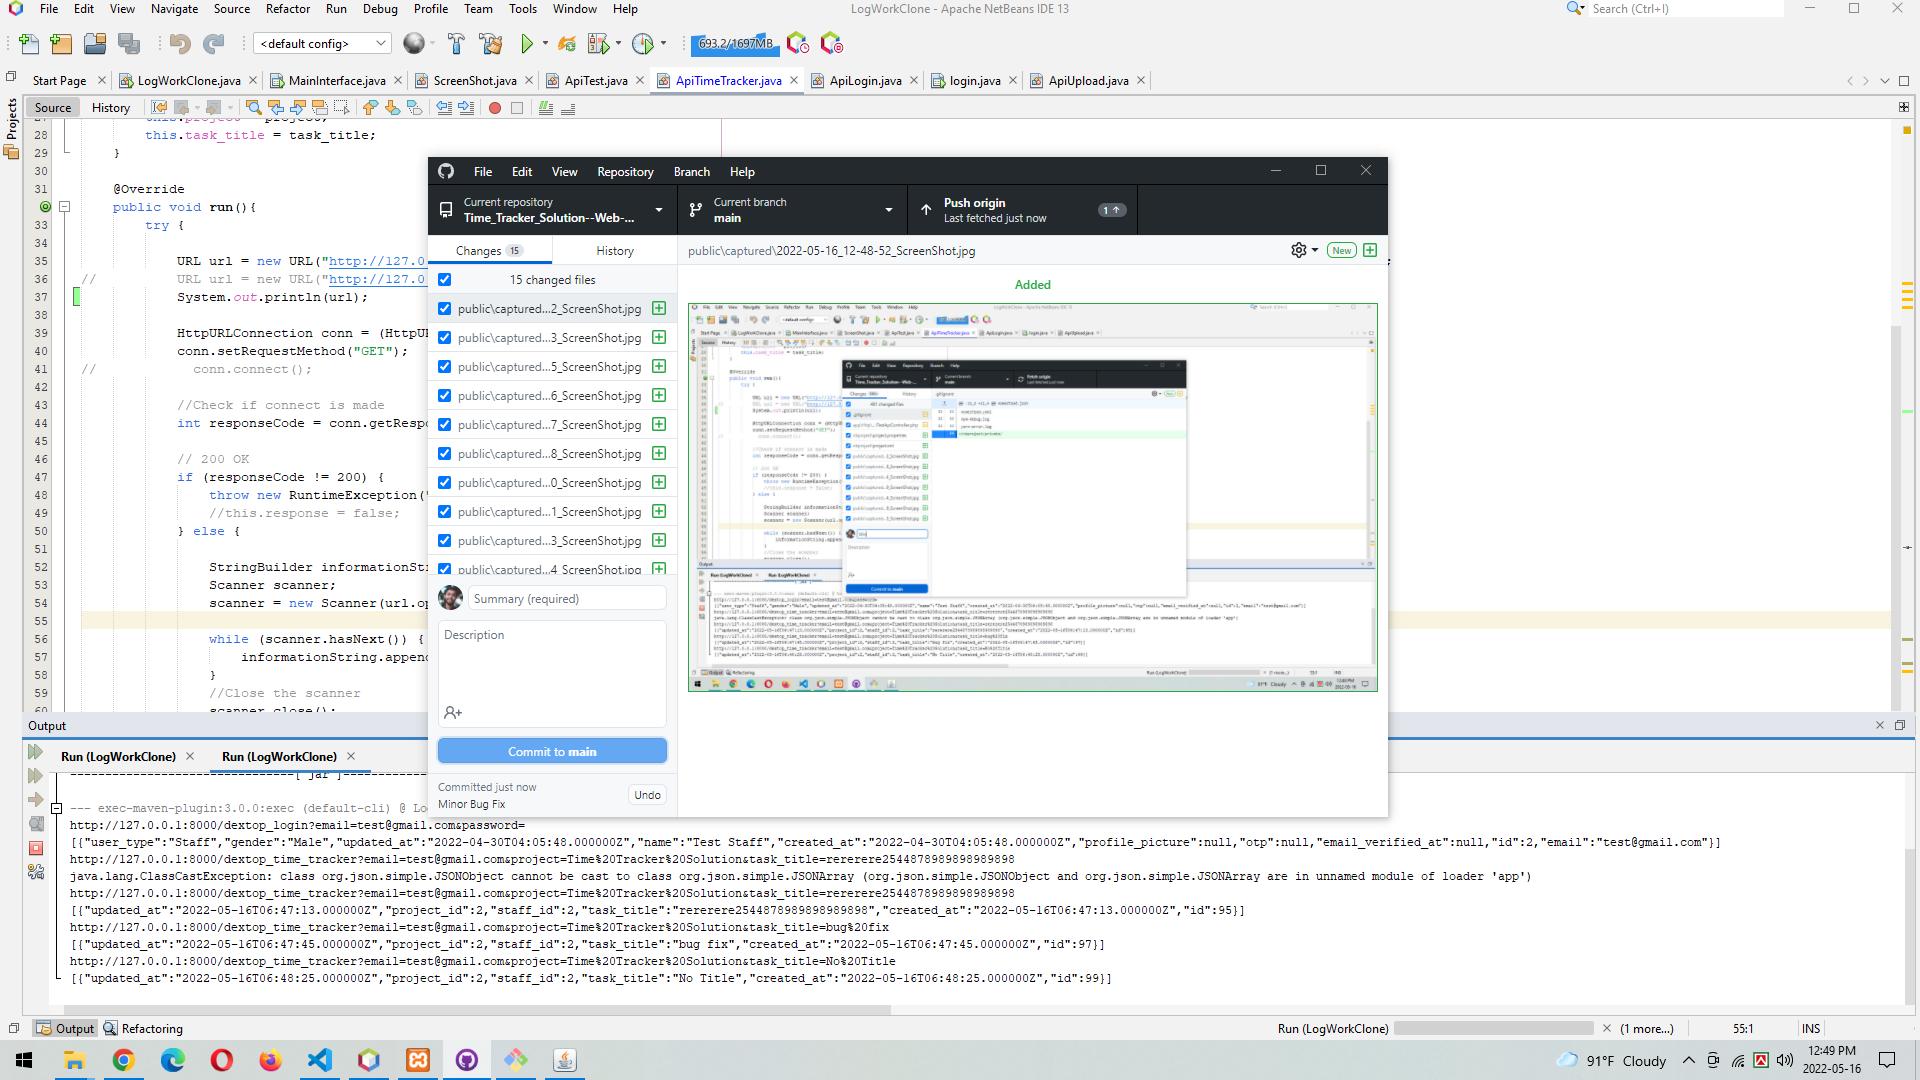 File Edit View Navigate Source Refactor Run Debug Profile Team Tools Window Help
LogWorkClone - Apache NetBeans IDE 13
Search (Ctrl+I)
<default config>
693.2/1697MB
Start Page
LogWorkClone.java
MainInterface.java
ScreenShot.java
ApiTest.java
ApiTimeTracker.java
ApiLogin.java
login.java
ApiUpload.java
Projects
Source History
28 this.task_title = task_title;
29 }
30
31 @Override
public void run(){
33 try {
34
35 URL url = new URL("http://127.0
36 // URL url = new URL("http://127.0
37 System.out.println(url);
38
39 HttpURLConnection conn = (HttpUR
40 conn.setRequestMethod("GET");
41 // conn.connect();
42
43 //Check if connect is made
44 int responseCode = conn.getRespo
45
46 // 200 OK
47 if (responseCode != 200) {
48 throw new RuntimeException("
49 //this.response = false;
50 } else {
51
52 StringBuilder informationStri
53 Scanner scanner;
54 scanner = new Scanner(url.op
55
56 while (scanner.hasNext()) {
57 informationString.append
58 }
59 //Close the scanner
60 scanner.close();
File Edit View Repository Branch Help
Current repository
Time_Tracker_Solution--Web-...
Current branch
main
Push origin
Last fetched just now
1
Changes 15
History
public\captured\2022-05-16_12-48-52_ScreenShot.jpg
New
15 changed files
Added
public\captured...2_ScreenShot.jpg
public\captured...3_ScreenShot.jpg
public\captured...5_ScreenShot.jpg
public\captured...6_ScreenShot.jpg
public\captured...7_ScreenShot.jpg
public\captured...8_ScreenShot.jpg
public\captured...0_ScreenShot.jpg
public\captured...1_ScreenShot.jpg
public\captured...3_ScreenShot.jpg
public\captured...4_ScreenShot.jpg
Summary (required)
Description
Commit to main
Committed just now
Minor Bug Fix
Undo
Output
Run (LogWorkClone)
Run (LogWorkClone)
--------------------------------[ jar ]-------------
--- exec-maven-plugin:3.0.0:exec (default-cli) @ Lo
http://127.0.0.1:8000/dextop_login?email=test@gmail.com&password=
[{"user_type":"Staff","gender":"Male","updated_at":"2022-04-30T04:05:48.000000Z","name":"Test Staff","created_at":"2022-04-30T04:05:48.000000Z","profile_picture":null,"otp":null,"email_verified_at":null,"id":2,"email":"test@gmail.com"}]
http://127.0.0.1:8000/dextop_time_tracker?email=test@gmail.com&project=Time%20Tracker%20Solution&task_title=rererere2544878989898989898
java.lang.ClassCastException: class org.json.simple.JSONObject cannot be cast to class org.json.simple.JSONArray (org.json.simple.JSONObject and org.json.simple.JSONArray are in unnamed module of loader 'app')
http://127.0.0.1:8000/dextop_time_tracker?email=test@gmail.com&project=Time%20Tracker%20Solution&task_title=rererere2544878989898989898
[{"updated_at":"2022-05-16T06:47:13.000000Z","project_id":2,"staff_id":2,"task_title":"rererere2544878989898989898","created_at":"2022-05-16T06:47:13.000000Z","id":95}]
http://127.0.0.1:8000/dextop_time_tracker?email=test@gmail.com&project=Time%20Tracker%20Solution&task_title=bug%20fix
[{"updated_at":"2022-05-16T06:47:45.000000Z","project_id":2,"staff_id":2,"task_title":"bug fix","created_at":"2022-05-16T06:47:45.000000Z","id":97}]
http://127.0.0.1:8000/dextop_time_tracker?email=test@gmail.com&project=Time%20Tracker%20Solution&task_title=No%20Title
[{"updated_at":"2022-05-16T06:48:25.000000Z","project_id":2,"staff_id":2,"task_title":"No Title","created_at":"2022-05-16T06:48:25.000000Z","id":99}]
Output
Refactoring
Run (LogWorkClone)
(1 more...)
55:1
INS
91°F Cloudy
12:49 PM
2022-05-16